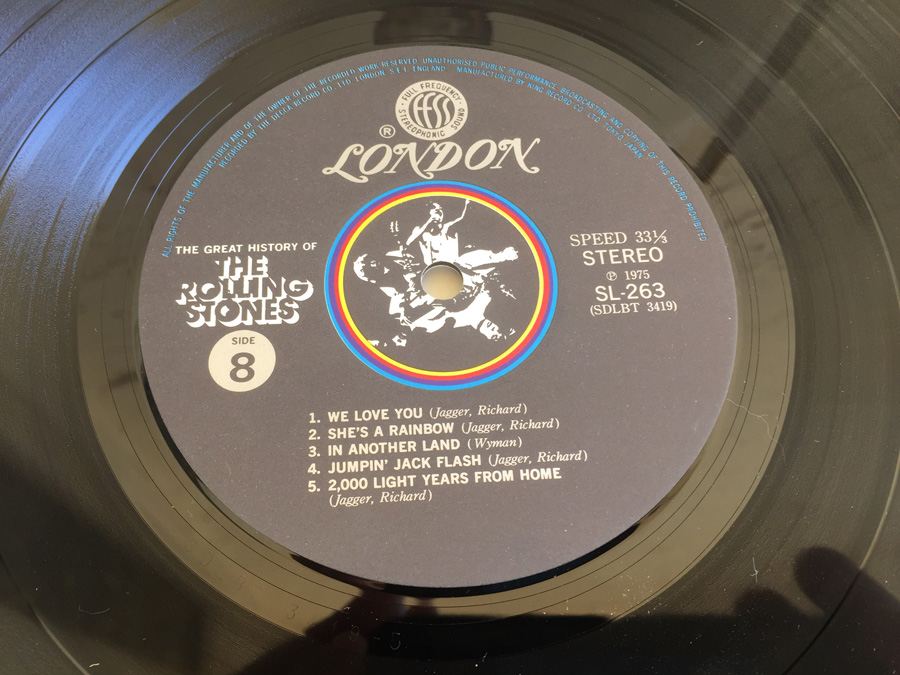 ALL RIGHTS OF THE MANUFACTURER AND OF THE OWNER OF THE RECORDED WORK RESERVED. UNAUTHORISED PUBLIC PERFORMANCE, BROADCASTING AND COPYING OF THIS RECORD PROHIBITED
RECORDED BY THE DECCA RECORD CO., LTD. LONDON, S.E.I. ENGLAND MANUFACTURED BY KING RECORD CO. LTD. TOKYO, JAPAN
FULL FREQUENCY
FFSS
STEREOPHONIC SOUND
®
LONDON
THE GREAT HISTORY OF
THE
ROLLING
STONES
SIDE
8
SPEED 33⅓
STEREO
Ⓟ 1975
SL-263
(SDLBT 3419)
1. WE LOVE YOU (Jagger, Richard)
2. SHE'S A RAINBOW (Jagger, Richard)
3. IN ANOTHER LAND (Wyman)
4. JUMPIN' JACK FLASH (Jagger, Richard)
5. 2,000 LIGHT YEARS FROM HOME
(Jagger, Richard)